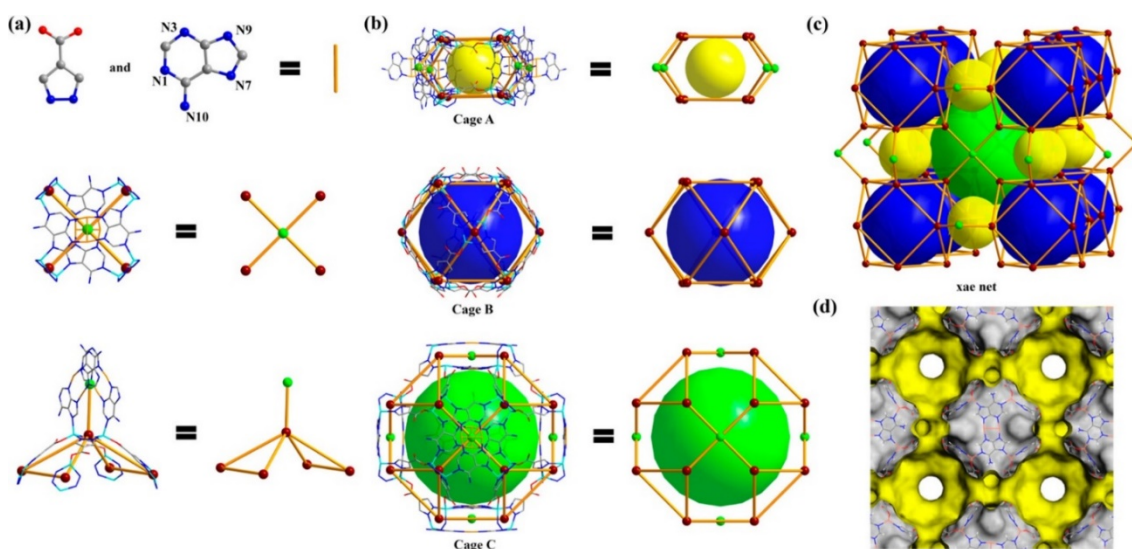 (a)
N3
N9
and
N1
N7
N10
(b)
Cage A
Cage B
Cage C
(c)
xae net
(d)